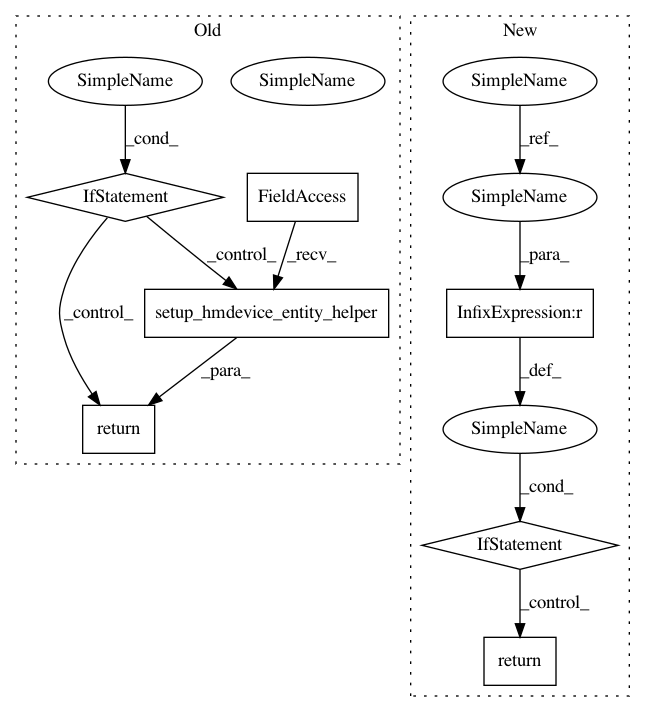 Old
New
SimpleName
SimpleName
SimpleName
_cond_
_ref_
IfStatement
FieldAccess
SimpleName
_control_
_recv_
_para_
_control_
setup_hmdevice_entity_helper
InfixExpression:r
_para_
_def_
return
SimpleName
_cond_
IfStatement
_control_
return